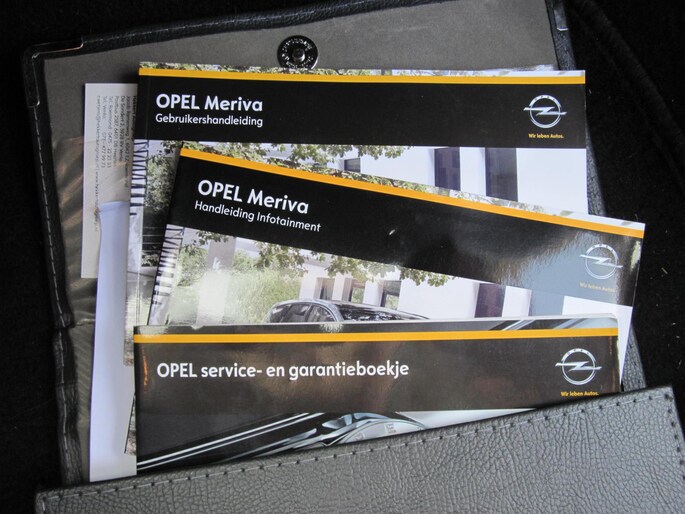 OPEL Meriva
Gebruikershandleiding
OPEL
Wir leben Autos.
OPEL Meriva
Handleiding Infotainment
Wir leben Autos.
OPEL service- en garantieboekje
Wir leben Autos.